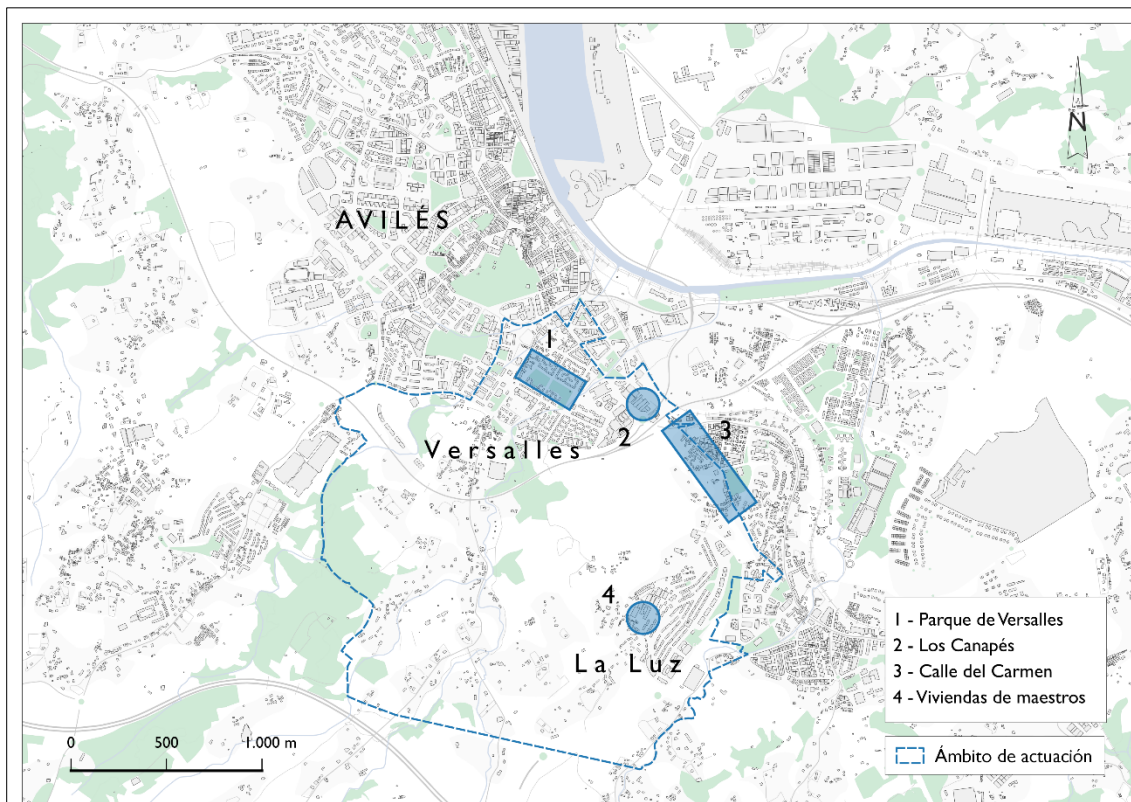 N
AVILÉS
1
Versalles
2
3
4
La Luz
1 - Parque de Versalles
2 - Los Canapés
3 - Calle del Carmen
4 - Viviendas de maestros
Ámbito de actuación
0 500 1.000 m